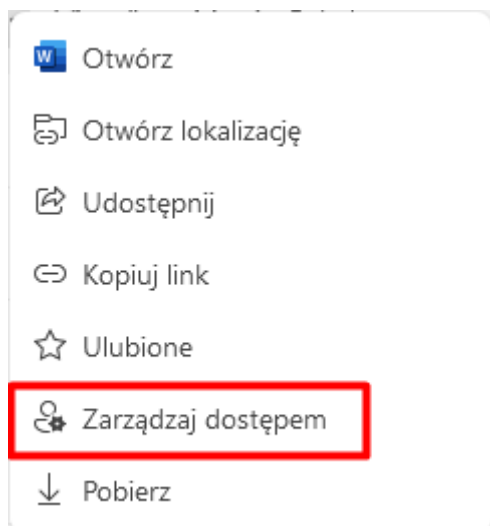 Otwórz
Otwórz lokalizację
Udostępnij
Kopiuj link
Ulubione
Zarządzaj dostępem
Pobierz